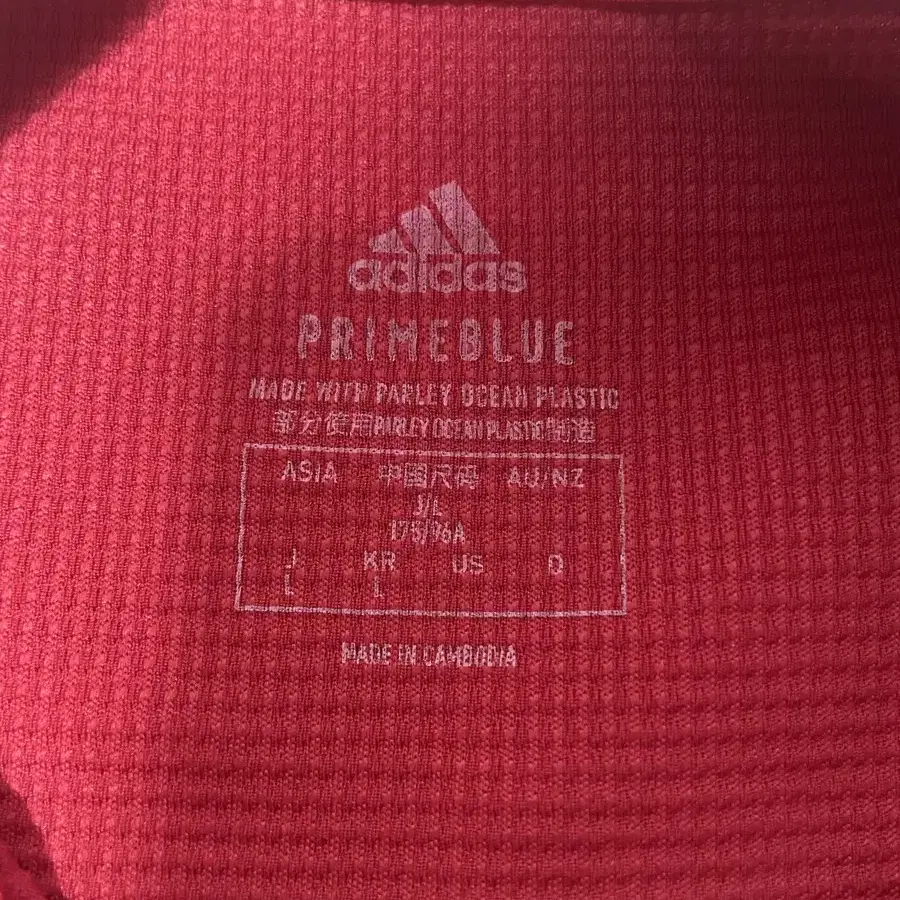 adidas
PRIMEBLUE
MADE WITH PARLEY OCEAN PLASTIC
部分使用PARLEY OCEAN PLASTIC制造
ASIA 中国尺码 AU/NZ
J/L
175/96A
J KR US D
L L
MADE IN CAMBODIA